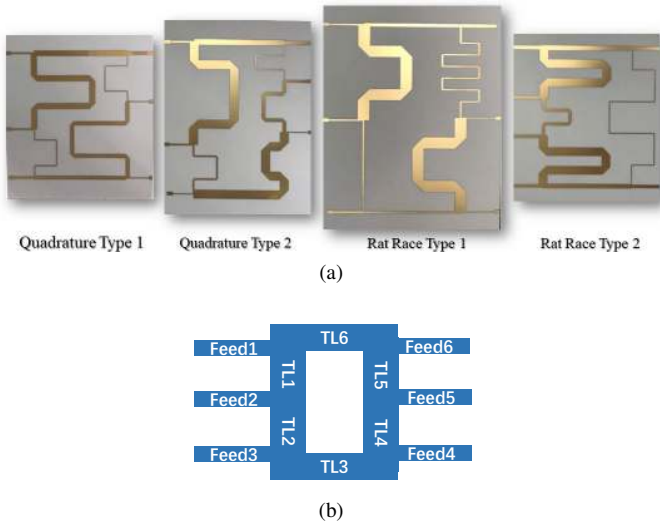 Quadrature Type 1 Quadrature Type 2 Rat Race Type 1 Rat Race Type 2
(a)
Feed1 TL6 Feed6
TL1 TL5
Feed2 Feed5
TL2 TL4
Feed3 TL3 Feed4
(b)